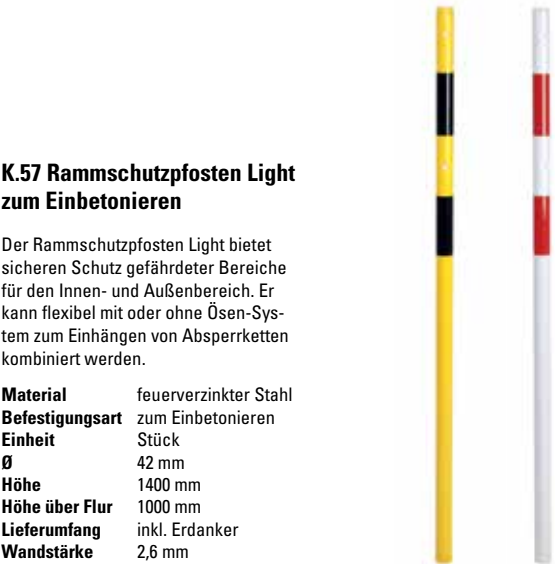 K.57 Rammschutzpfosten Light
zum Einbetonieren
Der Rammschutzpfosten Light bietet
sicheren Schutz gefährdeter Bereiche
für den Innen- und Außenbereich. Er
kann flexibel mit oder ohne Ösen-Sys-
tem zum Einhängen von Absperrketten
kombiniert werden.
Material feuerverzinkter Stahl
Befestigungsart zum Einbetonieren
Einheit Stück
Ø 42 mm
Höhe 1400 mm
Höhe über Flur 1000 mm
Lieferumfang inkl. Erdanker
Wandstärke 2,6 mm